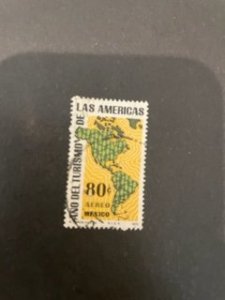 AÑO DEL TURISMO DE LAS AMERICAS
80¢
AEREO
MEXICO